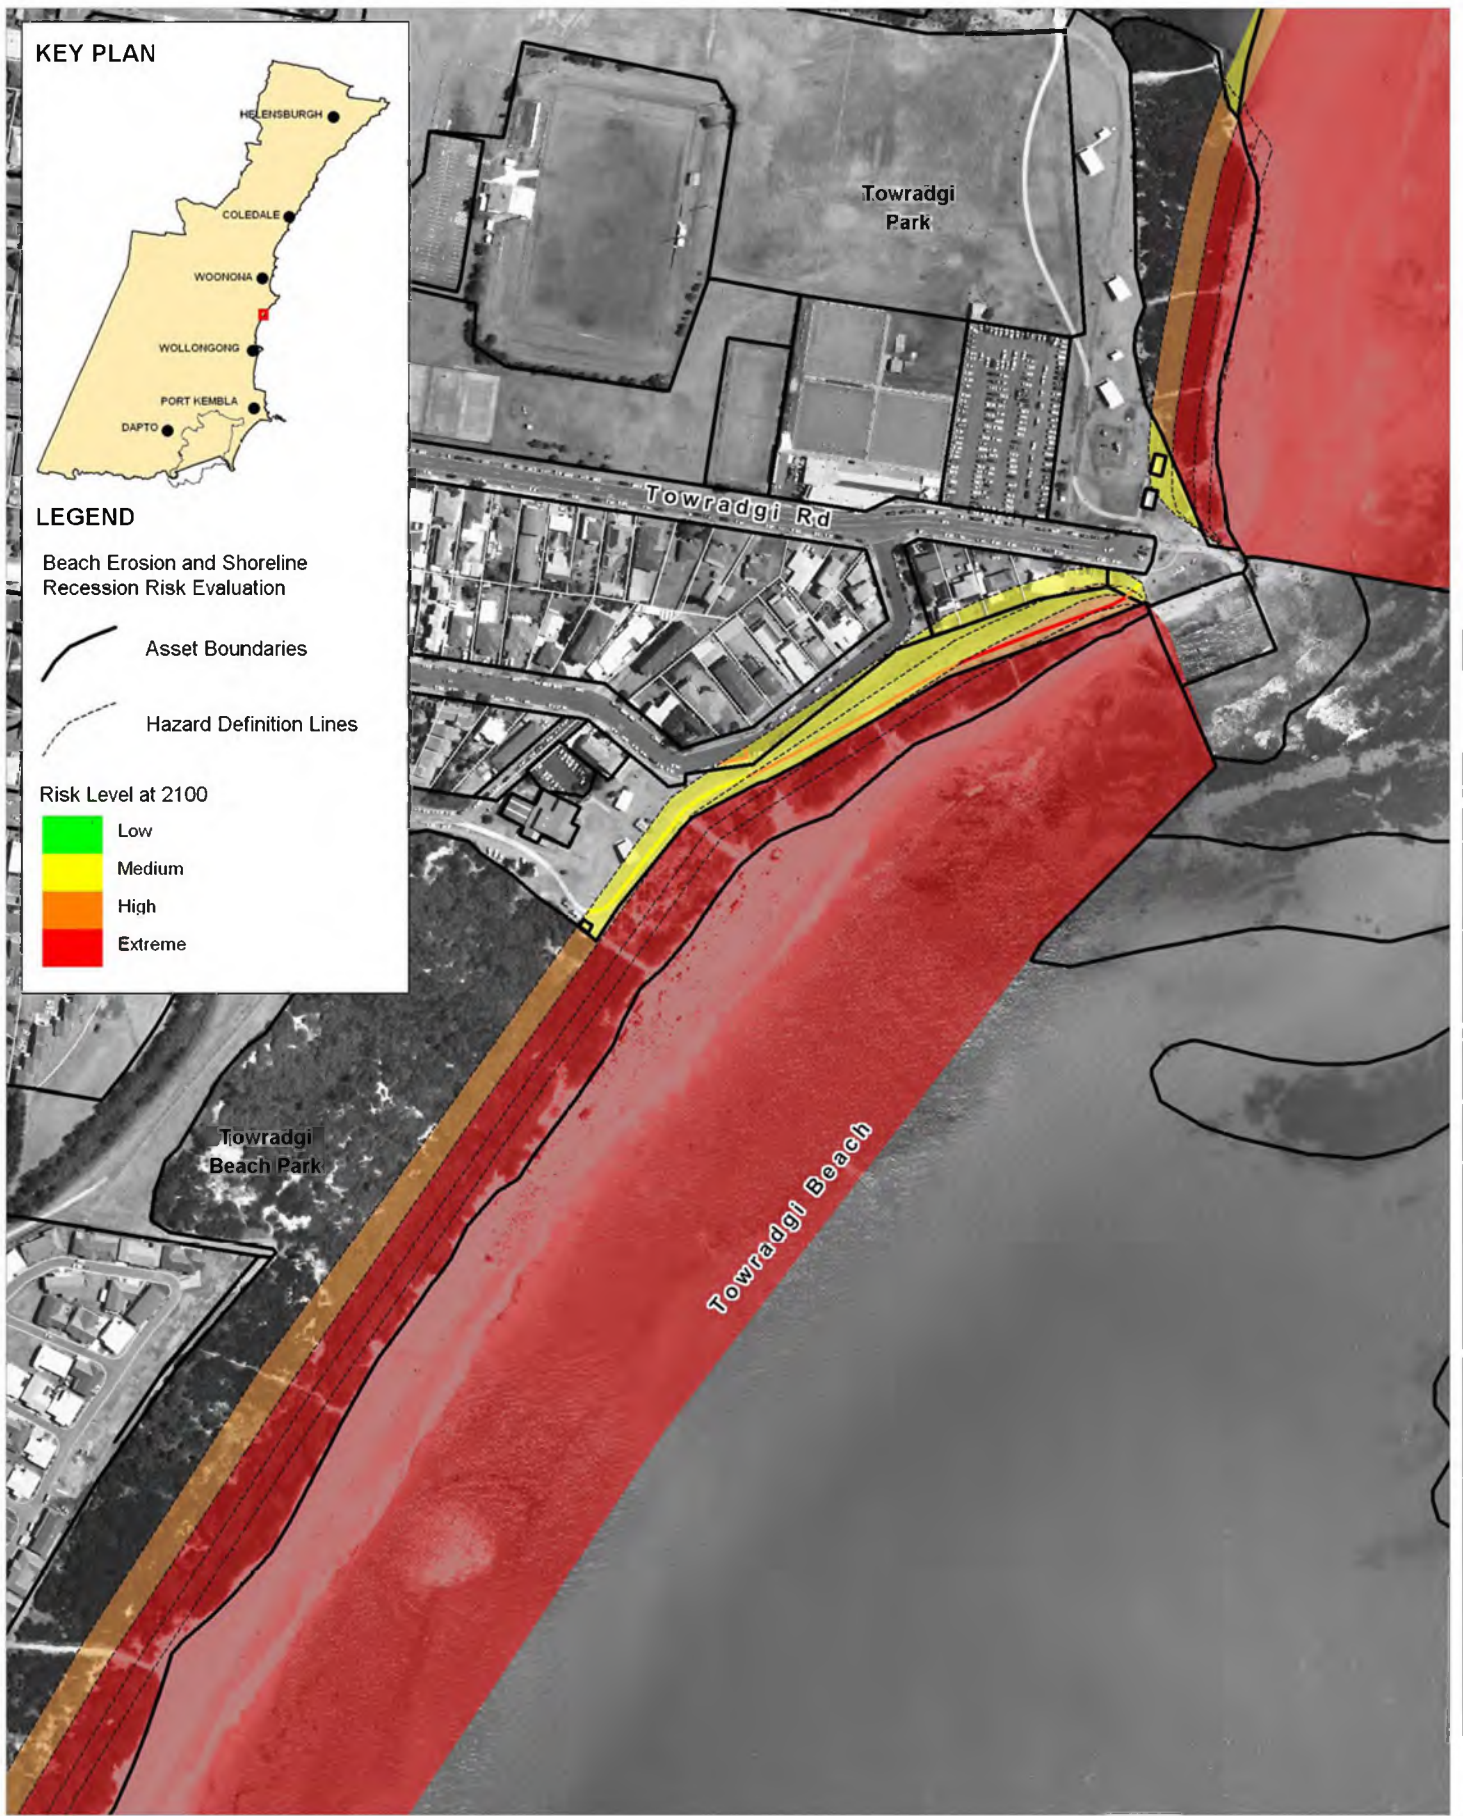 KEY PLAN
HELENSBURGH
COLEDALE
WOONONA
WOLLONGONG
PORT KEMBLA
DAPTO
LEGEND
Beach Erosion and Shoreline
Recession Risk Evaluation
Asset Boundaries
Hazard Definition Lines
Risk Level at 2100
Low
Medium
High
Extreme
Towradgi
Park
Towradgi Rd
Towradgi
Beach Park
Towradgi Beach